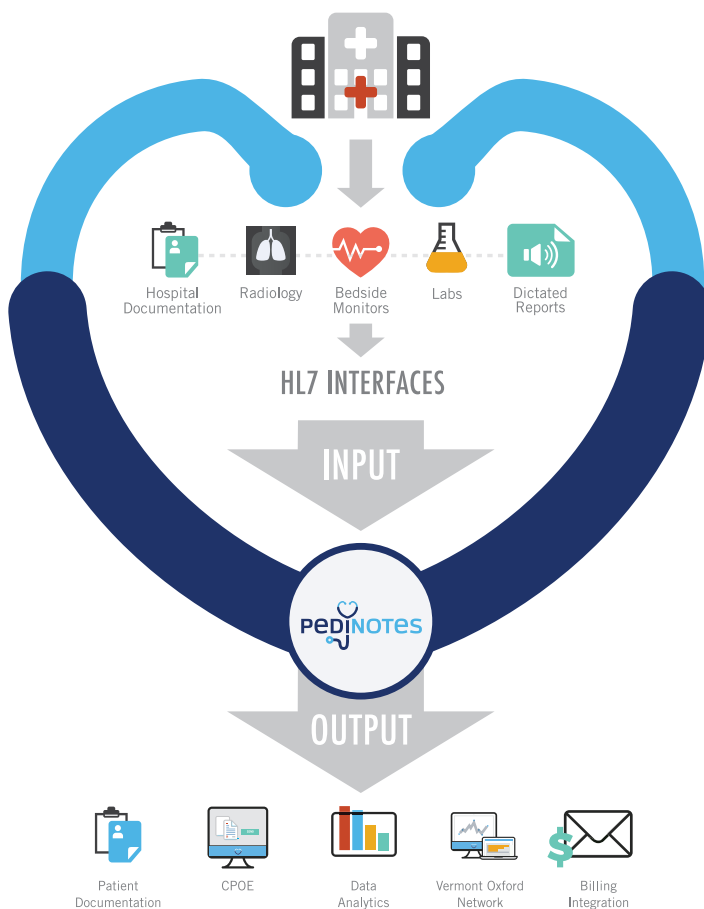 Hospital
Documentation
Radiology
Bedside
Monitors
Labs
Dictated
Reports
HL7 INTERFACES
INPUT
PEDINOTES
OUTPUT
Patient
Documentation
CPOE
Data
Analytics
Vermont Oxford
Network
Billing
Integration